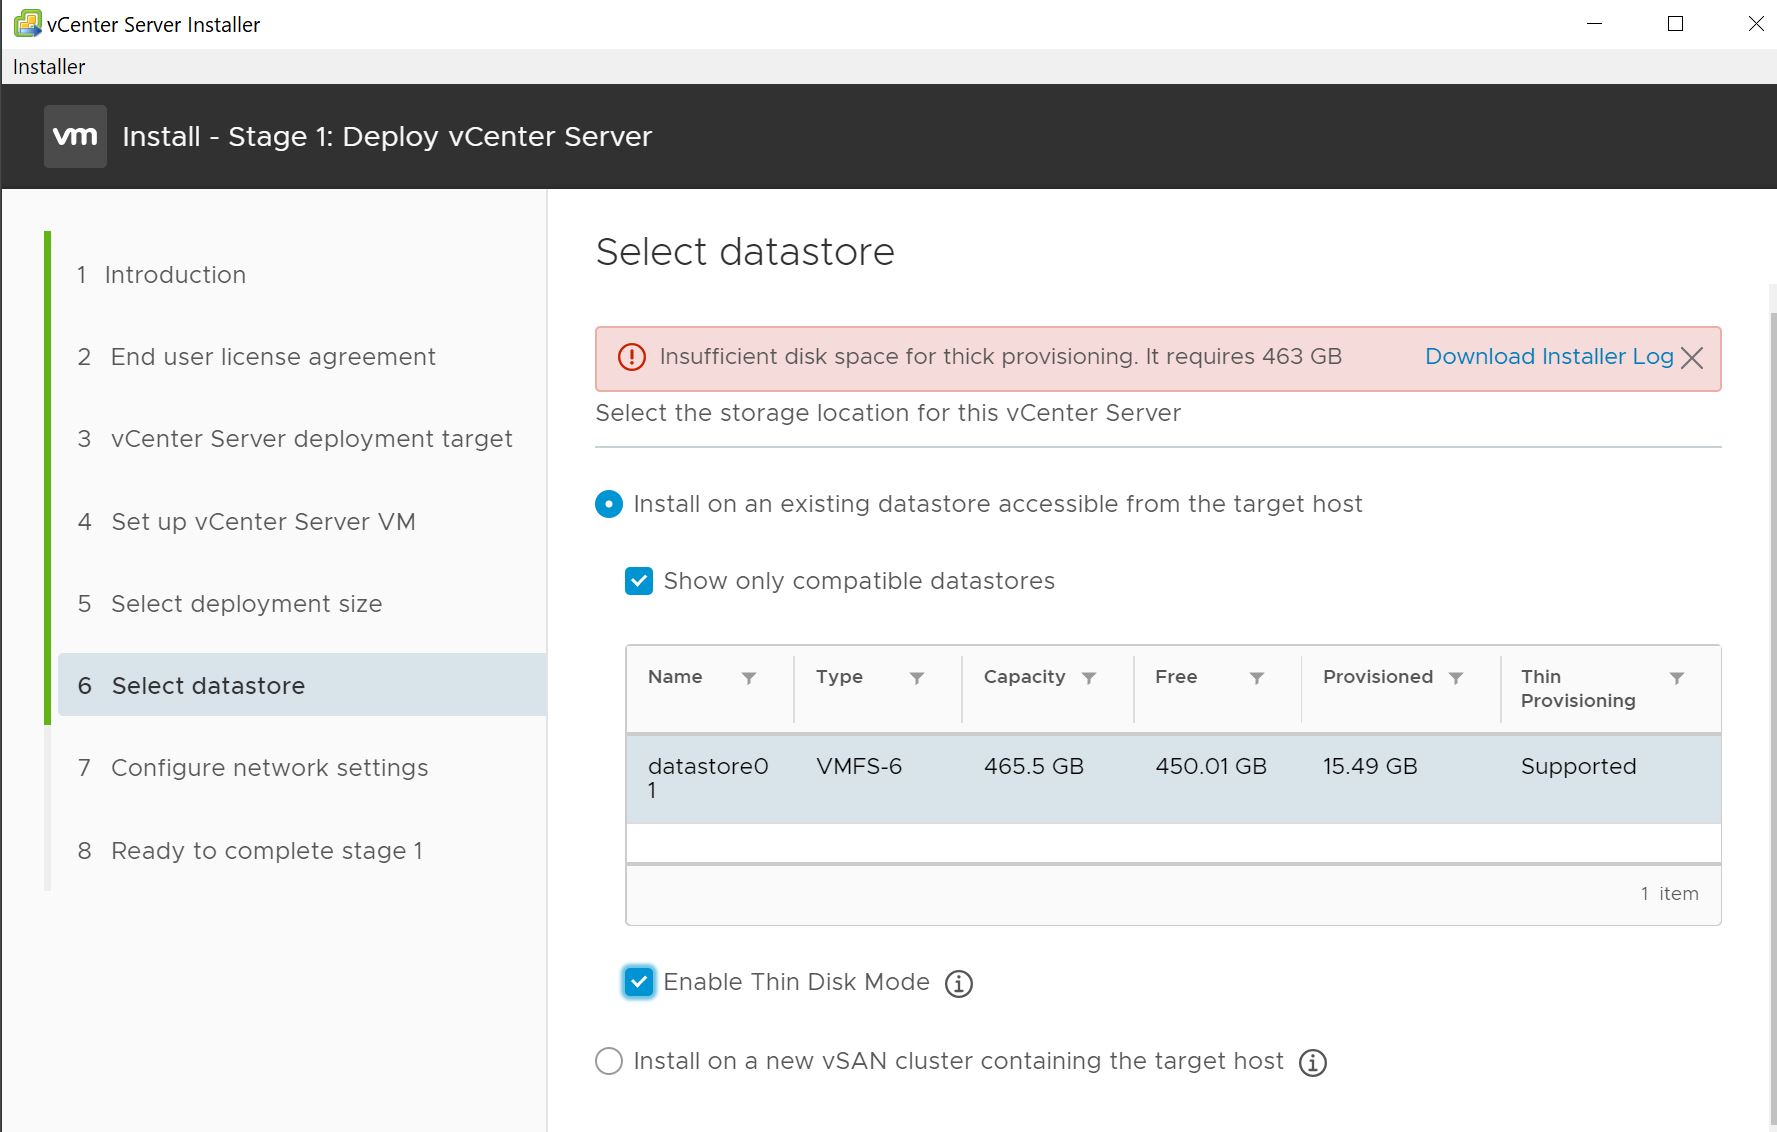 vCenter Server Installer
Installer
vm Install - Stage 1: Deploy vCenter Server
1 Introduction
2 End user license agreement
3 vCenter Server deployment target
4 Set up vCenter Server VM
5 Select deployment size
6 Select datastore
7 Configure network settings
8 Ready to complete stage 1
Select datastore
Insufficient disk space for thick provisioning. It requires 463 GB Download Installer Log
Select the storage location for this vCenter Server
Install on an existing datastore accessible from the target host
Show only compatible datastores
Name Type Capacity Free Provisioned Thin
Provisioning
datastore0 VMFS-6 465.5 GB 450.01 GB 15.49 GB Supported
1
1 item
Enable Thin Disk Mode
Install on a new vSAN cluster containing the target host